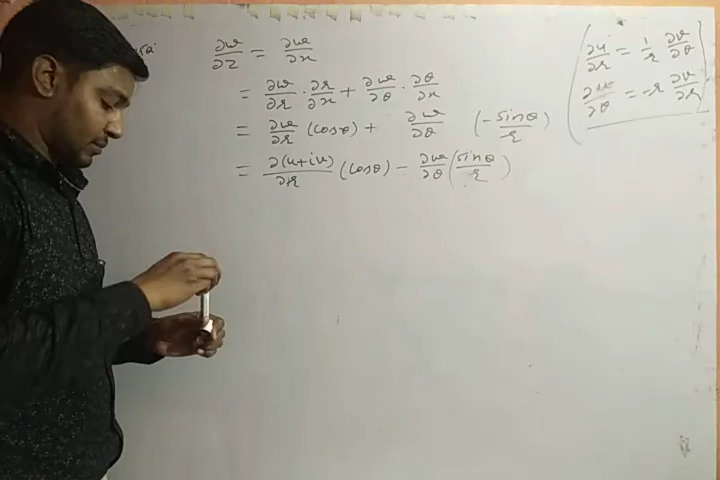 ∂w/∂z = ∂w/∂x
= ∂w/∂r · ∂r/∂x + ∂w/∂θ · ∂θ/∂x
= ∂w/∂r (cosθ) + ∂w/∂θ (-sinθ/r)
= ∂(u+iv)/∂r (cosθ) - ∂w/∂θ (sinθ/r)
∂u/∂r = 1/r ∂v/∂θ
∂u/∂θ = -r ∂v/∂r